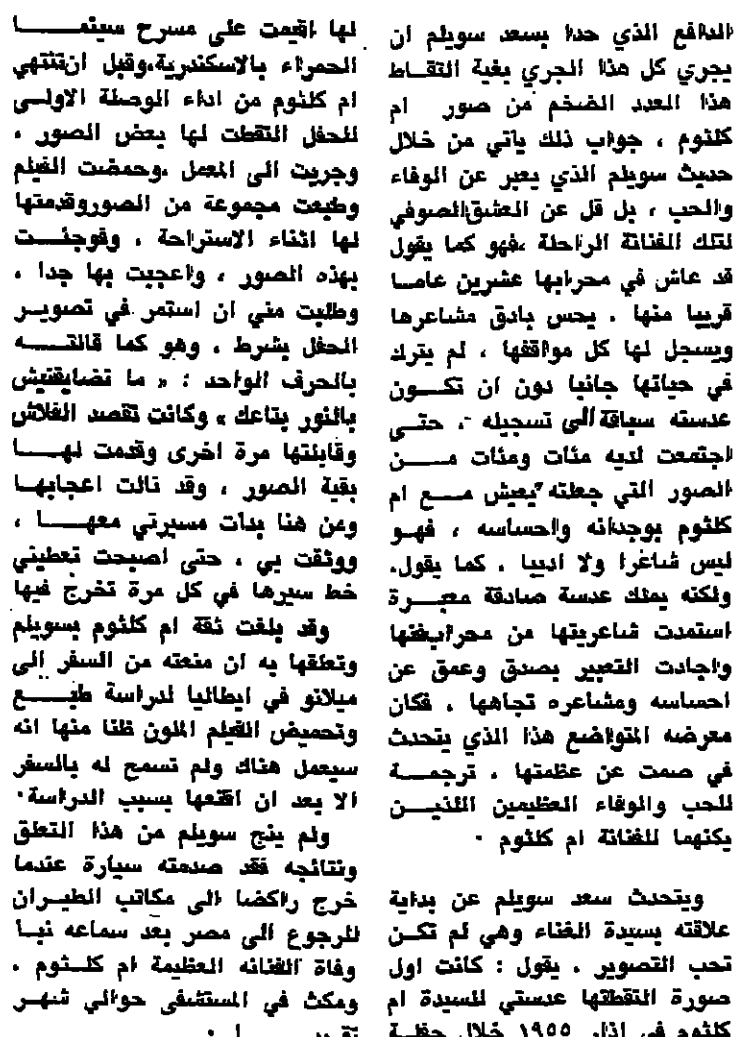 الدافع الذي حدا بسعد سويلم ان
يجري كل هذا الجري بغية التقاط
هذا العدد الضخم من صور ام
كلثوم ، جواب ذلك ياتي من خلال
حديث سويلم الذي يعبر عن الوفاء
والحب ، بل قل عن العشق الصوفي
لتلك الفنانة الراحلة ،فهو كما يقول
قد عاش في محرابها عشرين عاما
قريبا منها . يحس بادق مشاعرها
ويسجل لها كل مواقفها ، لم يترك
في حياتها جانبا دون ان تكون
عدسته سباقة الى تسجيله ، حتى
اجتمعت لديه مئات ومئات من
الصور التي جعلته يعيش مع ام
كلثوم بوجدانه واحساسه ، فهو
ليس شاعرا ولا اديبا ، كما يقول.
ولكنه يملك عدسة صادقة معبرة
استمدت شاعريتها من محراب فنها
واجادت التعبير بصدق وعمق عن
احساسه ومشاعره تجاهها . فكان
معرضه المتواضع هذا الذي يتحدث
في صمت عن عظمتها ، ترجمة
للحب والوفاء العظيمين اللذين
يكنهما للفنانة ام كلثوم .
ويتحدث سعد سويلم عن بداية
علاقته بسيدة الغناء وهي لم تكن
تحب التصوير . يقول : كانت اول
صورة التقطتها عدستي للسيدة ام
كلثوم في اذار ١٩٥٥ خلال حفلة
لها اقيمت على مسرح سينما
الحمراء بالاسكندرية،وقبل ان تنتهي
ام كلثوم من اداء الوصلة الاولى
للحفل التقطت لها بعض الصور ،
وجريت الى المعمل ،وحمضت الفيلم
وطبعت مجموعة من الصور وقدمتها
لها اثناء الاستراحة ، وفوجئت
بهذه الصور ، واعجبت بها جدا ،
وطلبت مني ان استمر في تصوير
الحفل بشرط ، وهو كما قالته
بالحرف الواحد : « ما تضايقنيش
بالنور بتاعك » وكانت تقصد الفلاش
وقابلتها مرة اخرى وقدمت لها
بقية الصور ، وقد نالت اعجابها
وعن هنا بدات مسيرتي معها ،
ووثقت بي ، حتى اصبحت تعطيني
خط سيرها في كل مرة تخرج فيها
وقد بلغت ثقة ام كلثوم بسويلم
وتعلقها به ان منعته من السفر الى
ميلانو في ايطاليا لدراسة طبع
وتحميض الفيلم الملون ظنا منها انه
سيعمل هناك ولم تسمح له بالسفر
الا بعد ان اقنعها بسبب الدراسة.
ولم ينج سويلم من هذا التعلق
ونتائجه فقد صدمته سيارة عندما
خرج راكضا الى مكاتب الطيران
للرجوع الى مصر بعد سماعه نبا
وفاة الفنانه العظيمة ام كلثوم .
ومكث في المستشفى حوالي شهر